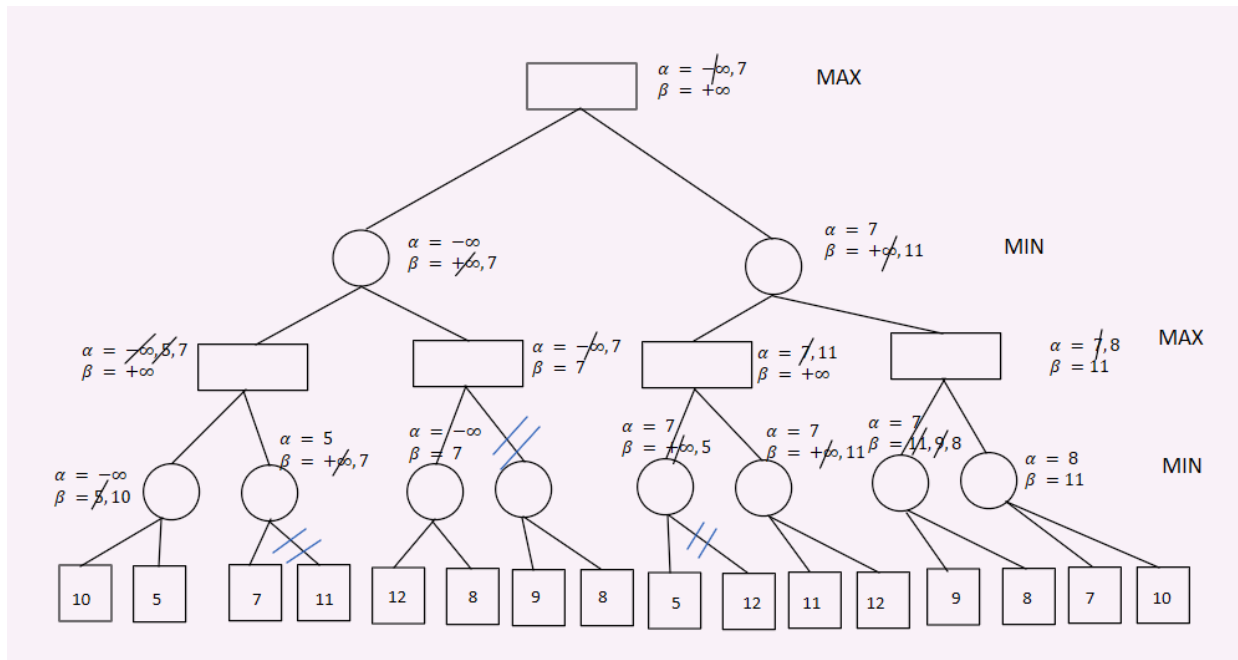 α = -∞, 7
β = +∞
MAX
α = -∞
β = +∞, 7
α = 7
β = +∞, 11
MIN
α = -∞, 5, 7
β = +∞
α = -∞, 7
β = 7
α = 7, 11
β = +∞
α = 7, 8
β = 11
MAX
α = -∞
β = 5, 10
α = 5
β = +∞, 7
α = -∞
β = 7
α = 7
β = +∞, 5
α = 7
β = +∞, 11
α = 7
β = 11, 9, 8
α = 8
β = 11
MIN
10 5 7 11 12 8 9 8 5 12 11 12 9 8 7 10